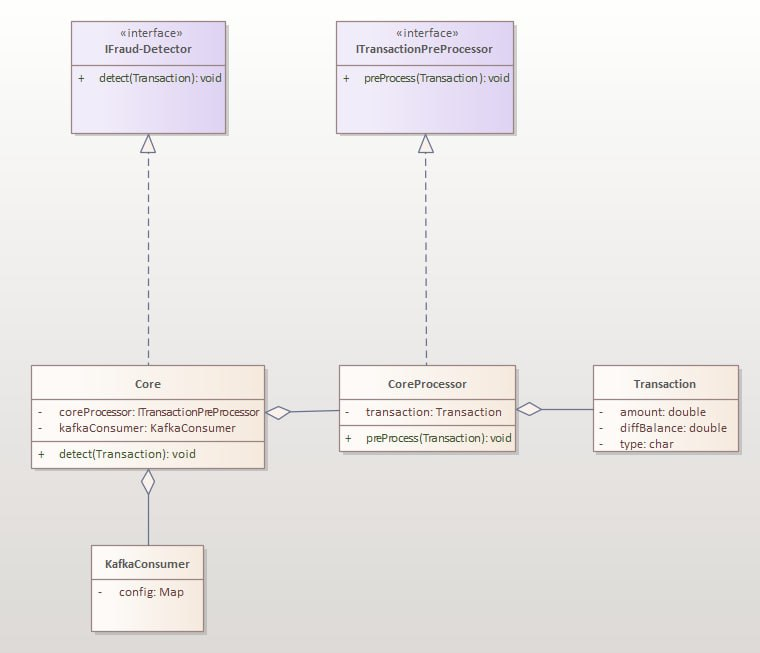 «interface»
IFraud-Detector
+ detect(Transaction): void
«interface»
ITransactionPreProcessor
+ preProcess(Transaction): void
Core
- coreProcessor: ITransactionPreProcessor
- kafkaConsumer: KafkaConsumer
+ detect(Transaction): void
CoreProcessor
- transaction: Transaction
+ preProcess(Transaction): void
Transaction
- amount: double
- diffBalance: double
- type: char
KafkaConsumer
- config: Map